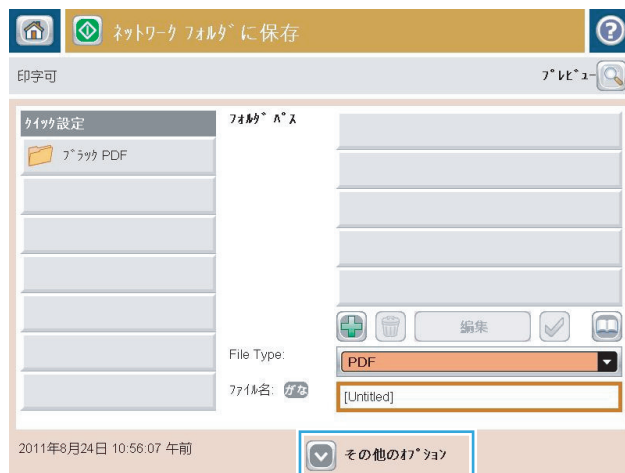 ﾈｯﾄﾜｰｸ ﾌｫﾙﾀﾞに保存
?
印字可
ﾌﾟﾚﾋﾞｭｰ
ｸｲｯｸ設定
ﾌｫﾙﾀﾞ ﾊﾟｽ
ﾌﾞﾗｯｸ PDF
編集
File Type:
PDF
ﾌｧｲﾙ名: がな
[Untitled]
2011年8月24日 10:56:07 午前
その他のｵﾌﾟｼｮﾝ